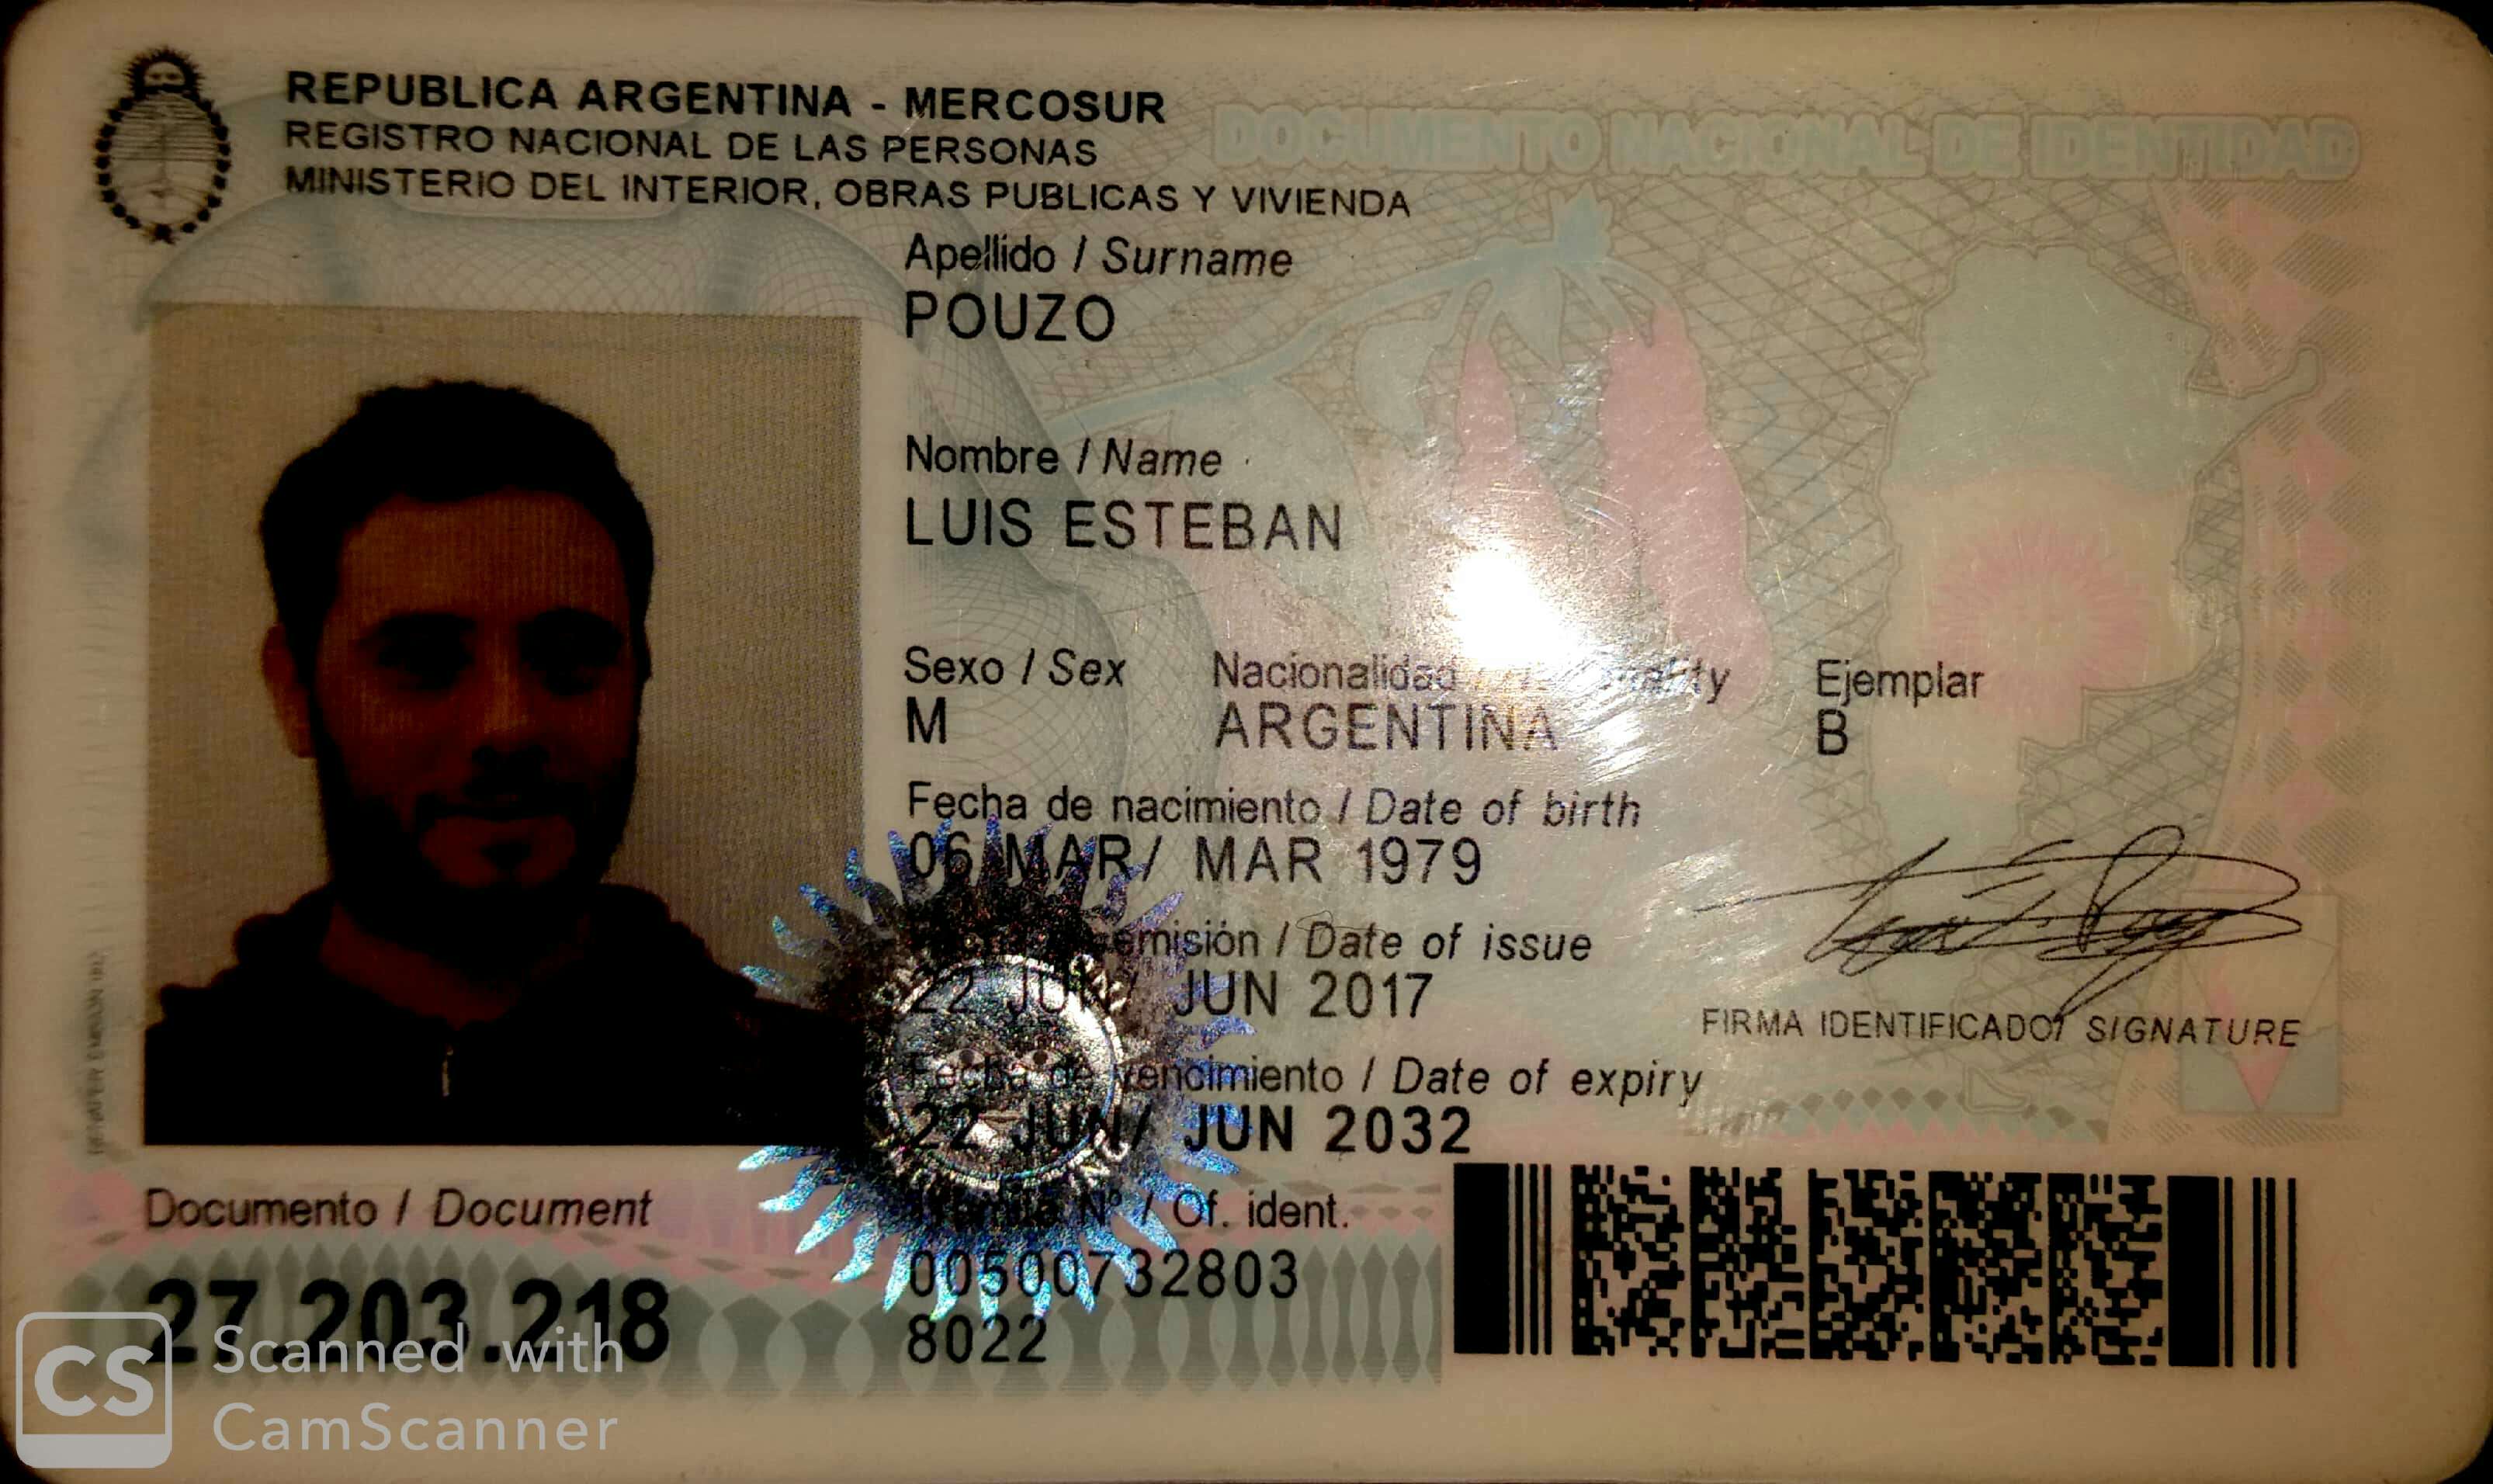 REPUBLICA ARGENTINA - MERCOSUR
REGISTRO NACIONAL DE LAS PERSONAS
MINISTERIO DEL INTERIOR, OBRAS PUBLICAS Y VIVIENDA
DOCUMENTO NACIONAL DE IDENTIDAD
Apellido / Surname
POUZO
Nombre / Name
LUIS ESTEBAN
Sexo / Sex Nacionalidad / Ejemplar
M ARGENTINA B
Fecha de nacimiento / Date of birth
06 MAR/ MAR 1979
emisión / Date of issue
22 JUN/ JUN 2017
FIRMA IDENTIFICADO/ SIGNATURE
Fecha de vencimiento / Date of expiry
22 JUN/ JUN 2032
Documento / Document
27.203.218
Nº / Of. ident.
00500732803
8022
CS Scanned with
CamScanner